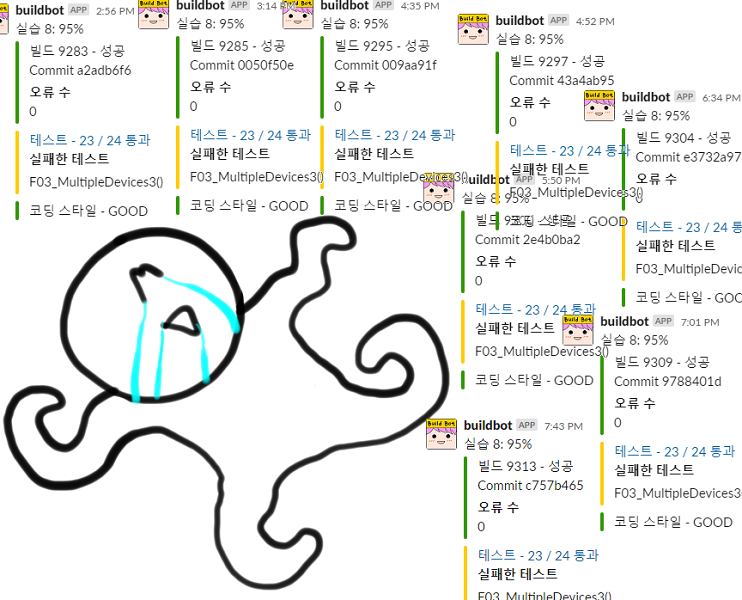 buildbot APP 2:56 PM
실습 8: 95%
빌드 9283 - 성공
Commit a2adb6f6
오류 수
0
테스트 - 23 / 24 통과
실패한 테스트
F03_MultipleDevices3()
코딩 스타일 - GOOD
buildbot APP 3:14
실습 8: 95%
빌드 9285 - 성공
Commit 0050f50e
오류 수
0
테스트 - 23 / 24 통과
실패한 테스트
F03_MultipleDevices3()
코딩 스타일 - GOOD
Build Bot
buildbot APP 4:35 PM
실습 8: 95%
빌드 9295 - 성공
Commit 009aa91f
오류 수
0
테스트 - 23 / 24 통과
실패한 테스트
F03_MultipleDevices3()
코딩 스타일 - GOOD
Build Bot
buildbot APP 4:52 PM
실습 8: 95%
빌드 9297 - 성공
Commit 43a4ab95
오류 수
0
테스트 - 23 / 24 통과
실패한 테스트
F03_MultipleDevices3()
코딩 스타일 - GOOD
buildbot APP 5:50 PM
실습 8: 95%
빌드
Commit 2e4b0ba2
오류 수
0
테스트 - 23 / 24 통과
실패한 테스트
F03_MultipleDevices3()
코딩 스타일 - GOOD
Build Bot
buildbot APP 6:34 PM
실습 8: 95%
빌드 9304 - 성공
Commit e3732a97
오류 수
0
테스트 - 23 / 24 통
실패한 테스트
F03_MultipleDevic
코딩 스타일 - GOO
Build Bot
buildbot APP 7:01 PM
실습 8: 95%
빌드 9309 - 성공
Commit 9788401d
오류 수
0
테스트 - 23 / 24 통과
실패한 테스트
F03_MultipleDevices3
코딩 스타일 - GOOD
Build Bot
buildbot APP 7:43 PM
실습 8: 95%
빌드 9313 - 성공
Commit c757b465
오류 수
0
테스트 - 23 / 24 통과
실패한 테스트
F03_MultipleDevices3()